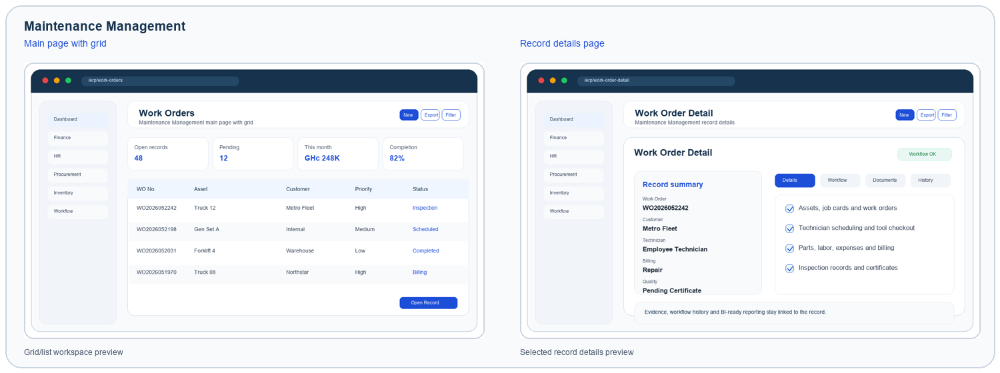 Maintenance Management
Main page with grid
/erp/work-orders
Dashboard
Finance
HR
Procurement
Inventory
Workflow
Work Orders
Maintenance Management main page with grid
New Export Filter
Open records
48
Pending
12
This month
GHc 248K
Completion
82%
WO No. Asset Customer Priority Status
WO2026052242 Truck 12 Metro Fleet High Inspection
WO2026052198 Gen Set A Internal Medium Scheduled
WO2026052031 Forklift 4 Warehouse Low Completed
WO2026051970 Truck 08 Northstar High Billing
Open Record
Grid/list workspace preview
Record details page
/erp/work-order-detail
Dashboard
Finance
HR
Procurement
Inventory
Workflow
Work Order Detail
Maintenance Management record details
New Export Filter
Work Order Detail
Workflow OK
Record summary
Work Order
WO2026052242
Customer
Metro Fleet
Technician
Employee Technician
Billing
Repair
Quality
Pending Certificate
Details Workflow Documents History
Assets, job cards and work orders
Technician scheduling and tool checkout
Parts, labor, expenses and billing
Inspection records and certificates
Evidence, workflow history and BI-ready reporting stay linked to the record.
Selected record details preview